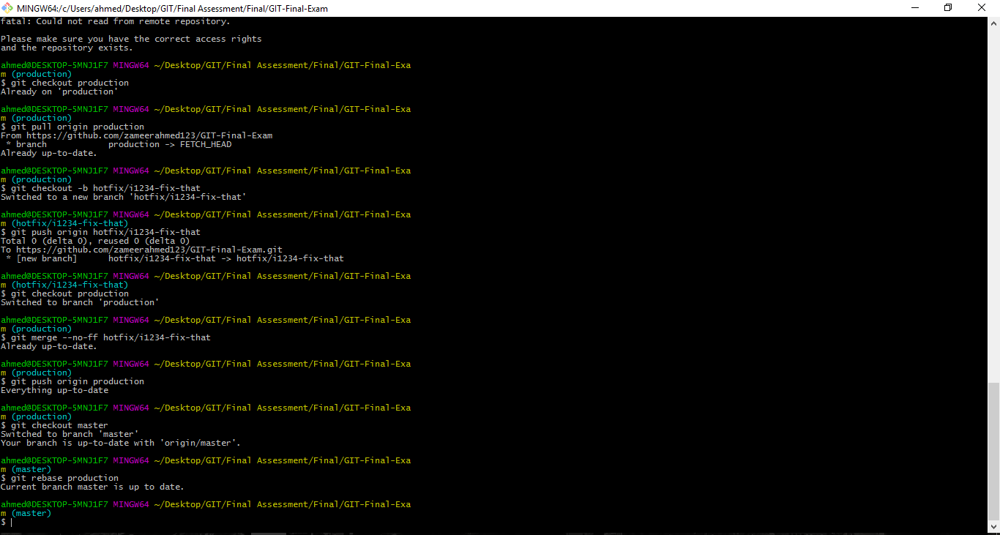 MINGW64:/c/Users/ahmed/Desktop/GIT/Final Assessment/Final/GIT-Final-Exam
fatal: Could not read from remote repository.
Please make sure you have the correct access rights
and the repository exists.
ahmed@DESKTOP-5MNJ1F7 MINGW64 ~/Desktop/GIT/Final Assessment/Final/GIT-Final-Exa
m (production)
$ git checkout production
Already on 'production'
ahmed@DESKTOP-5MNJ1F7 MINGW64 ~/Desktop/GIT/Final Assessment/Final/GIT-Final-Exa
m (production)
$ git pull origin production
From https://github.com/zameerahmed123/GIT-Final-Exam
 * branch            production -> FETCH_HEAD
Already up-to-date.
ahmed@DESKTOP-5MNJ1F7 MINGW64 ~/Desktop/GIT/Final Assessment/Final/GIT-Final-Exa
m (production)
$ git checkout -b hotfix/i1234-fix-that
Switched to a new branch 'hotfix/i1234-fix-that'
ahmed@DESKTOP-5MNJ1F7 MINGW64 ~/Desktop/GIT/Final Assessment/Final/GIT-Final-Exa
m (hotfix/i1234-fix-that)
$ git push origin hotfix/i1234-fix-that
Total 0 (delta 0), reused 0 (delta 0)
To https://github.com/zameerahmed123/GIT-Final-Exam.git
 * [new branch]      hotfix/i1234-fix-that -> hotfix/i1234-fix-that
ahmed@DESKTOP-5MNJ1F7 MINGW64 ~/Desktop/GIT/Final Assessment/Final/GIT-Final-Exa
m (hotfix/i1234-fix-that)
$ git checkout production
Switched to branch 'production'
ahmed@DESKTOP-5MNJ1F7 MINGW64 ~/Desktop/GIT/Final Assessment/Final/GIT-Final-Exa
m (production)
$ git merge --no-ff hotfix/i1234-fix-that
Already up-to-date.
ahmed@DESKTOP-5MNJ1F7 MINGW64 ~/Desktop/GIT/Final Assessment/Final/GIT-Final-Exa
m (production)
$ git push origin production
Everything up-to-date
ahmed@DESKTOP-5MNJ1F7 MINGW64 ~/Desktop/GIT/Final Assessment/Final/GIT-Final-Exa
m (production)
$ git checkout master
Switched to branch 'master'
Your branch is up-to-date with 'origin/master'.
ahmed@DESKTOP-5MNJ1F7 MINGW64 ~/Desktop/GIT/Final Assessment/Final/GIT-Final-Exa
m (master)
$ git rebase production
Current branch master is up to date.
ahmed@DESKTOP-5MNJ1F7 MINGW64 ~/Desktop/GIT/Final Assessment/Final/GIT-Final-Exa
m (master)
$